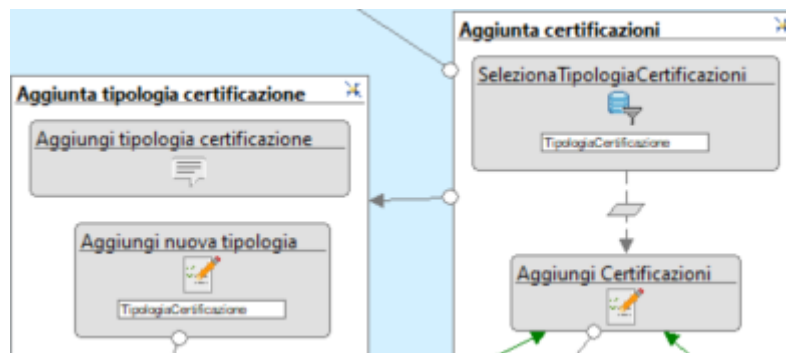 Aggiunta certificazioni
SelezionaTipologiaCertificazioni
TipologiaCertificazione
Aggiunta tipologia certificazione
Aggiungi tipologia certificazione
Aggiungi nuova tipologia
TipologiaCertificazione
Aggiungi Certificazioni